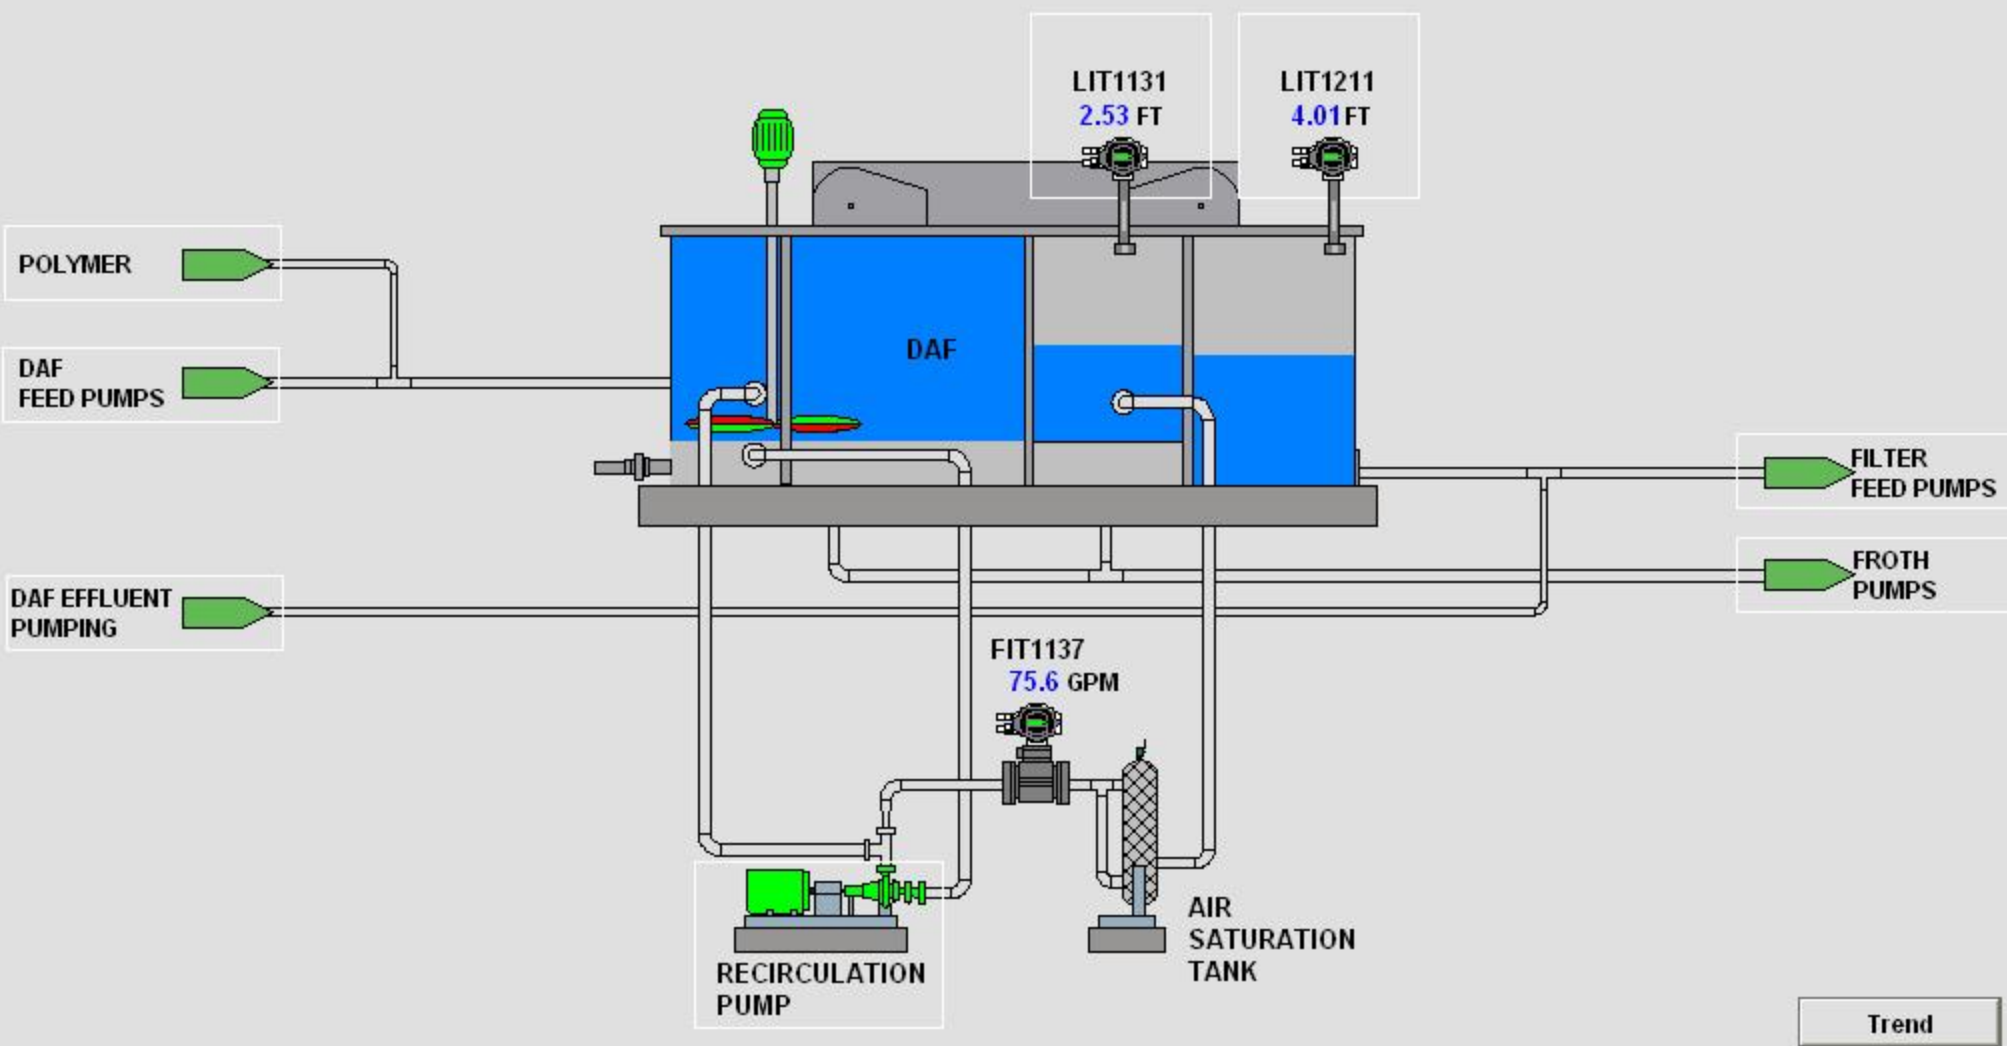 LIT1131
2.53 FT
LIT1211
4.01 FT
POLYMER
DAF
FEED PUMPS
DAF
FILTER
FEED PUMPS
FROTH
PUMPS
DAF EFFLUENT
PUMPING
FIT1137
75.6 GPM
AIR
SATURATION
TANK
RECIRCULATION
PUMP
Trend